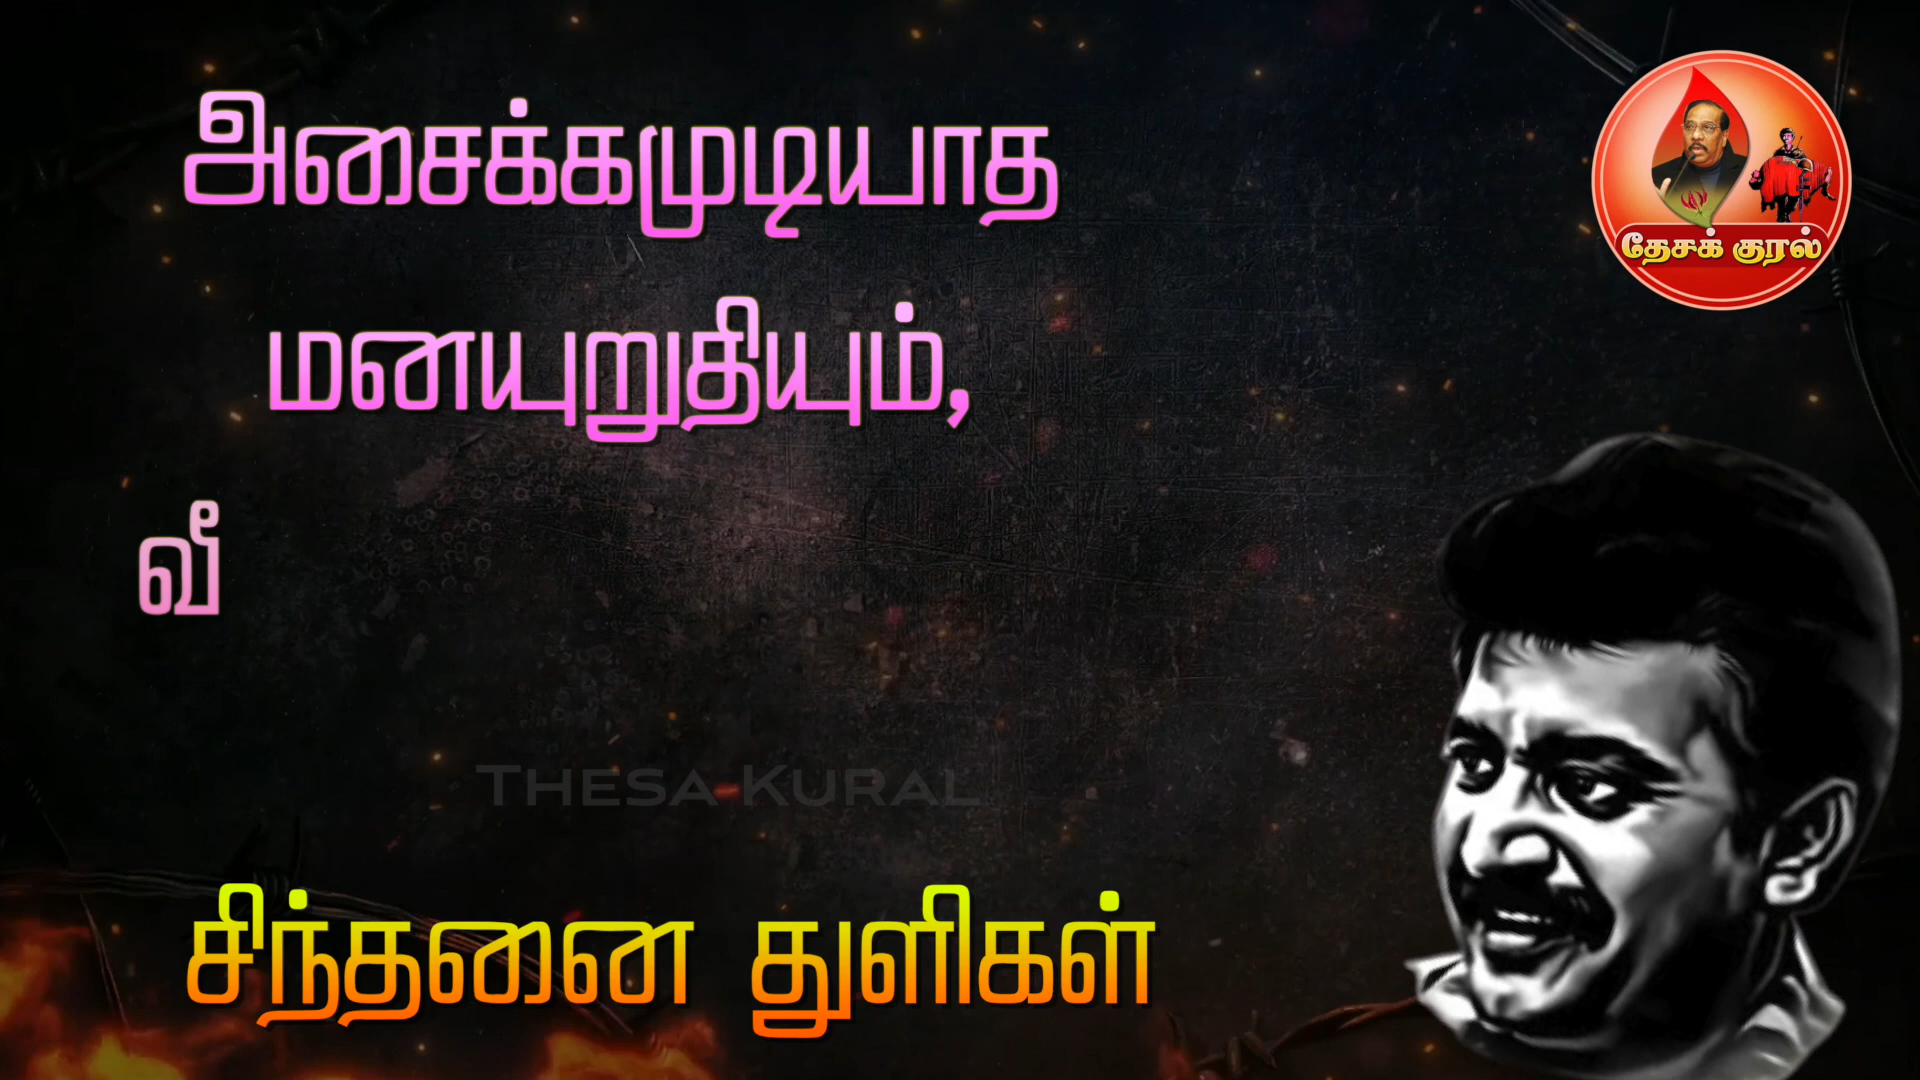 அசைக்கமுடியாத
தேசக் குரல்
மனயுறுதியும்,
வீ
THESA KURAL
சிந்தனை துளிகள்